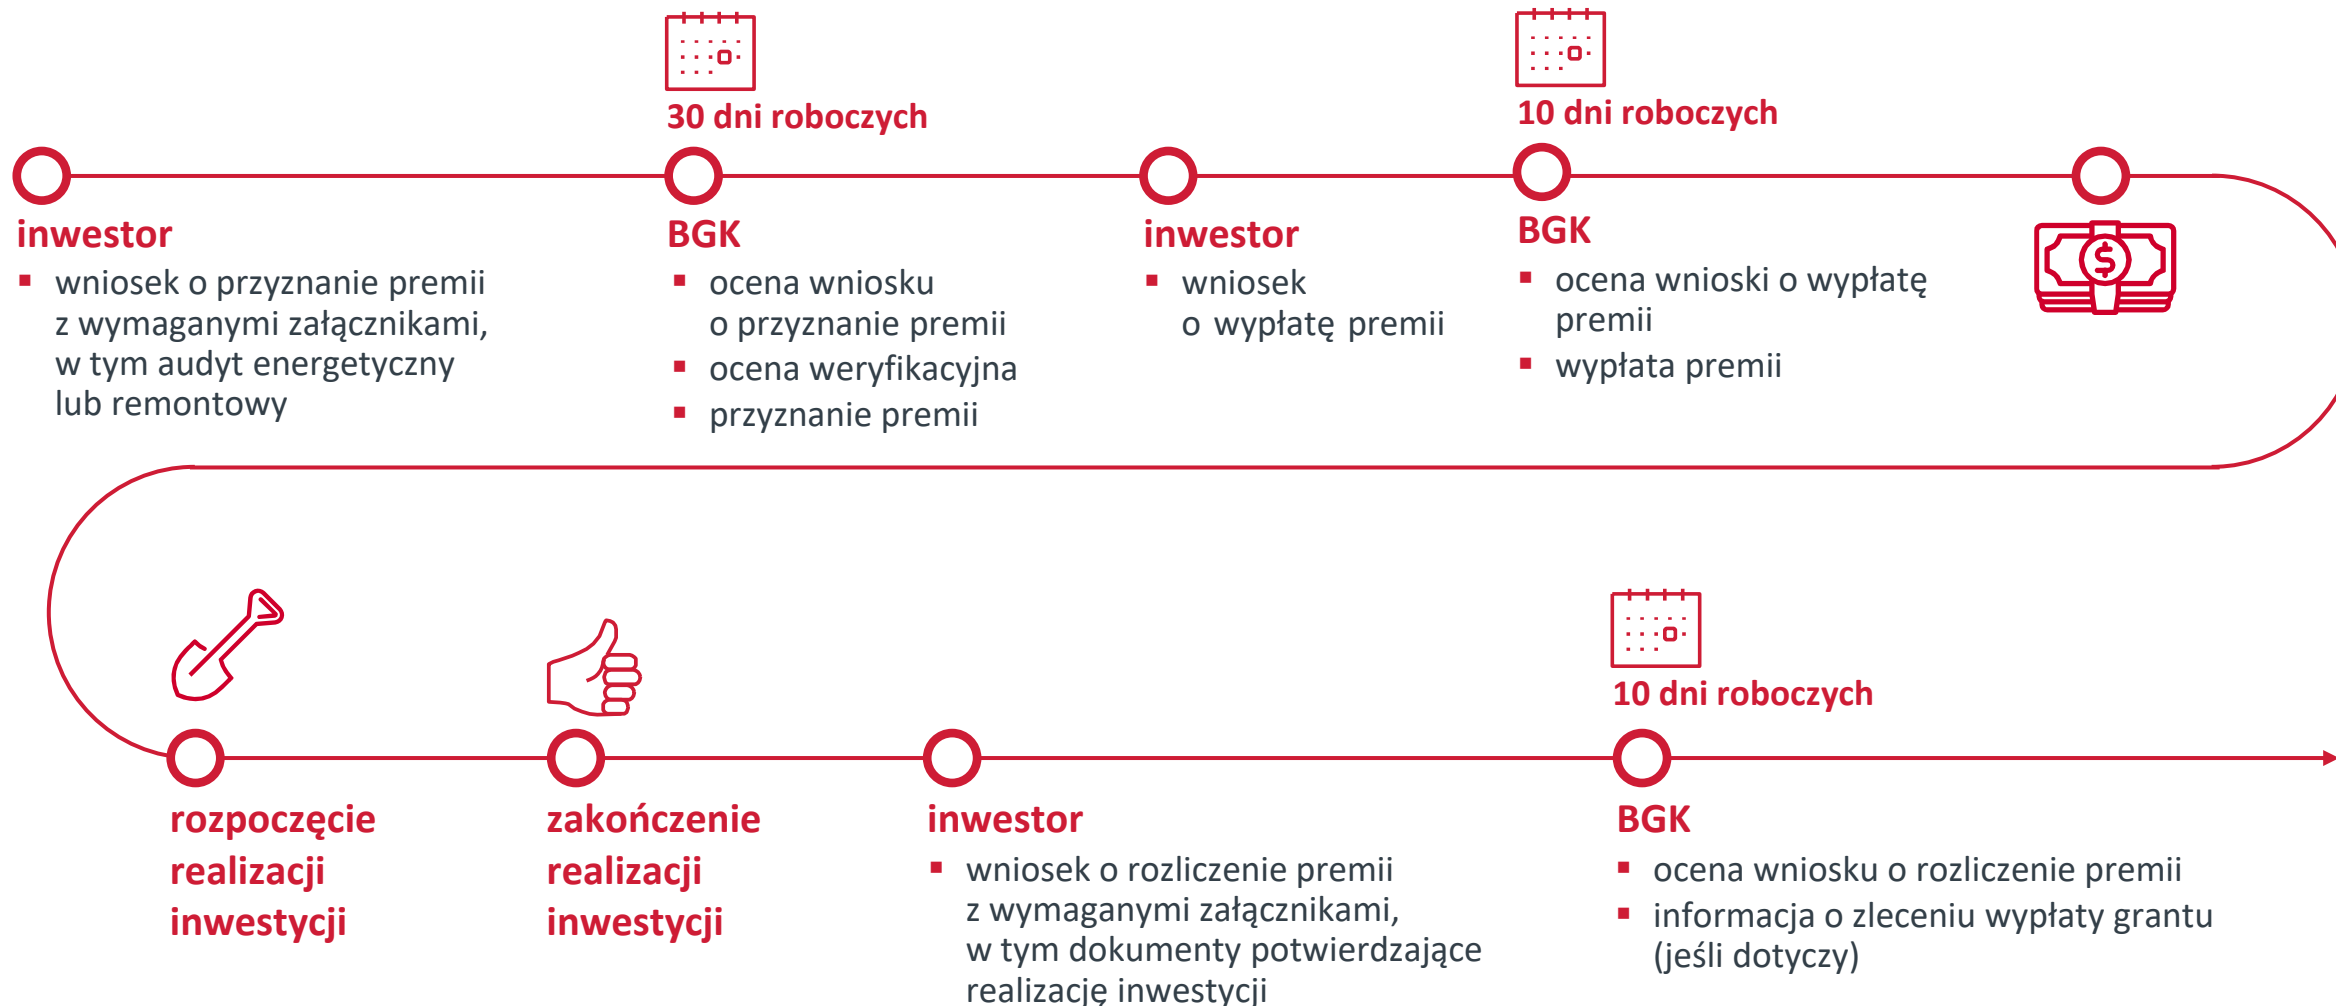 30 dni roboczych
10 dni roboczych
inwestor
▪ wniosek o przyznanie premii
z wymaganymi załącznikami,
w tym audyt energetyczny
lub remontowy
BGK
▪ ocena wniosku
o przyznanie premii
▪ ocena weryfikacyjna
▪ przyznanie premii
inwestor
▪ wniosek
o wypłatę premii
BGK
▪ ocena wnioski o wypłatę
premii
▪ wypłata premii
$
10 dni roboczych
rozpoczęcie
realizacji
inwestycji
zakończenie
realizacji
inwestycji
inwestor
▪ wniosek o rozliczenie premii
z wymaganymi załącznikami,
w tym dokumenty potwierdzające
realizację inwestycji
BGK
▪ ocena wniosku o rozliczenie premii
▪ informacja o zleceniu wypłaty grantu
(jeśli dotyczy)